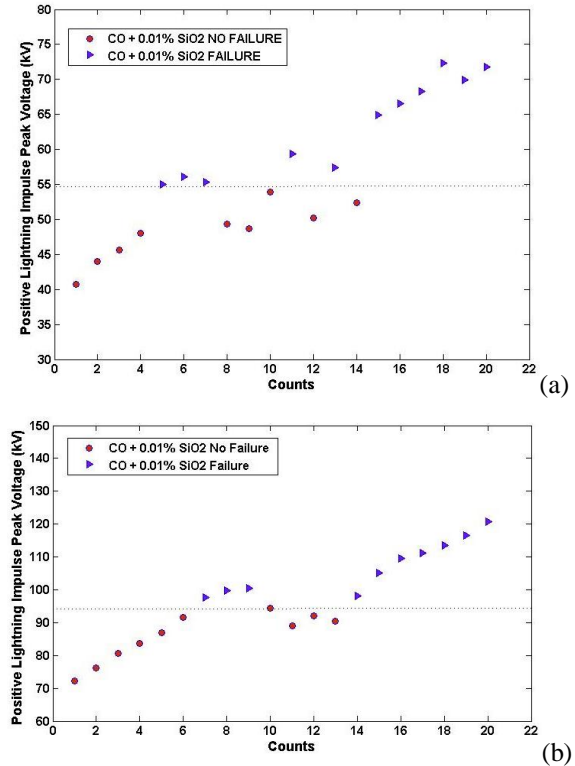 80
75
70
65
60
55
50
45
40
35
30
Positive Lightning Impulse Peak Voltage (kV)
CO + 0.01% SiO2 NO FAILURE
CO + 0.01% SiO2 FAILURE
0 2 4 6 8 10 12 14 16 18 20 22
Counts
(a)
150
140
130
120
110
100
90
80
70
60
Positive Lightning Impulse Peak Voltage (kV)
CO + 0.01% SiO2 No Failure
CO + 0.01% SiO2 Failure
0 2 4 6 8 10 12 14 16 18 20 22
Counts
(b)